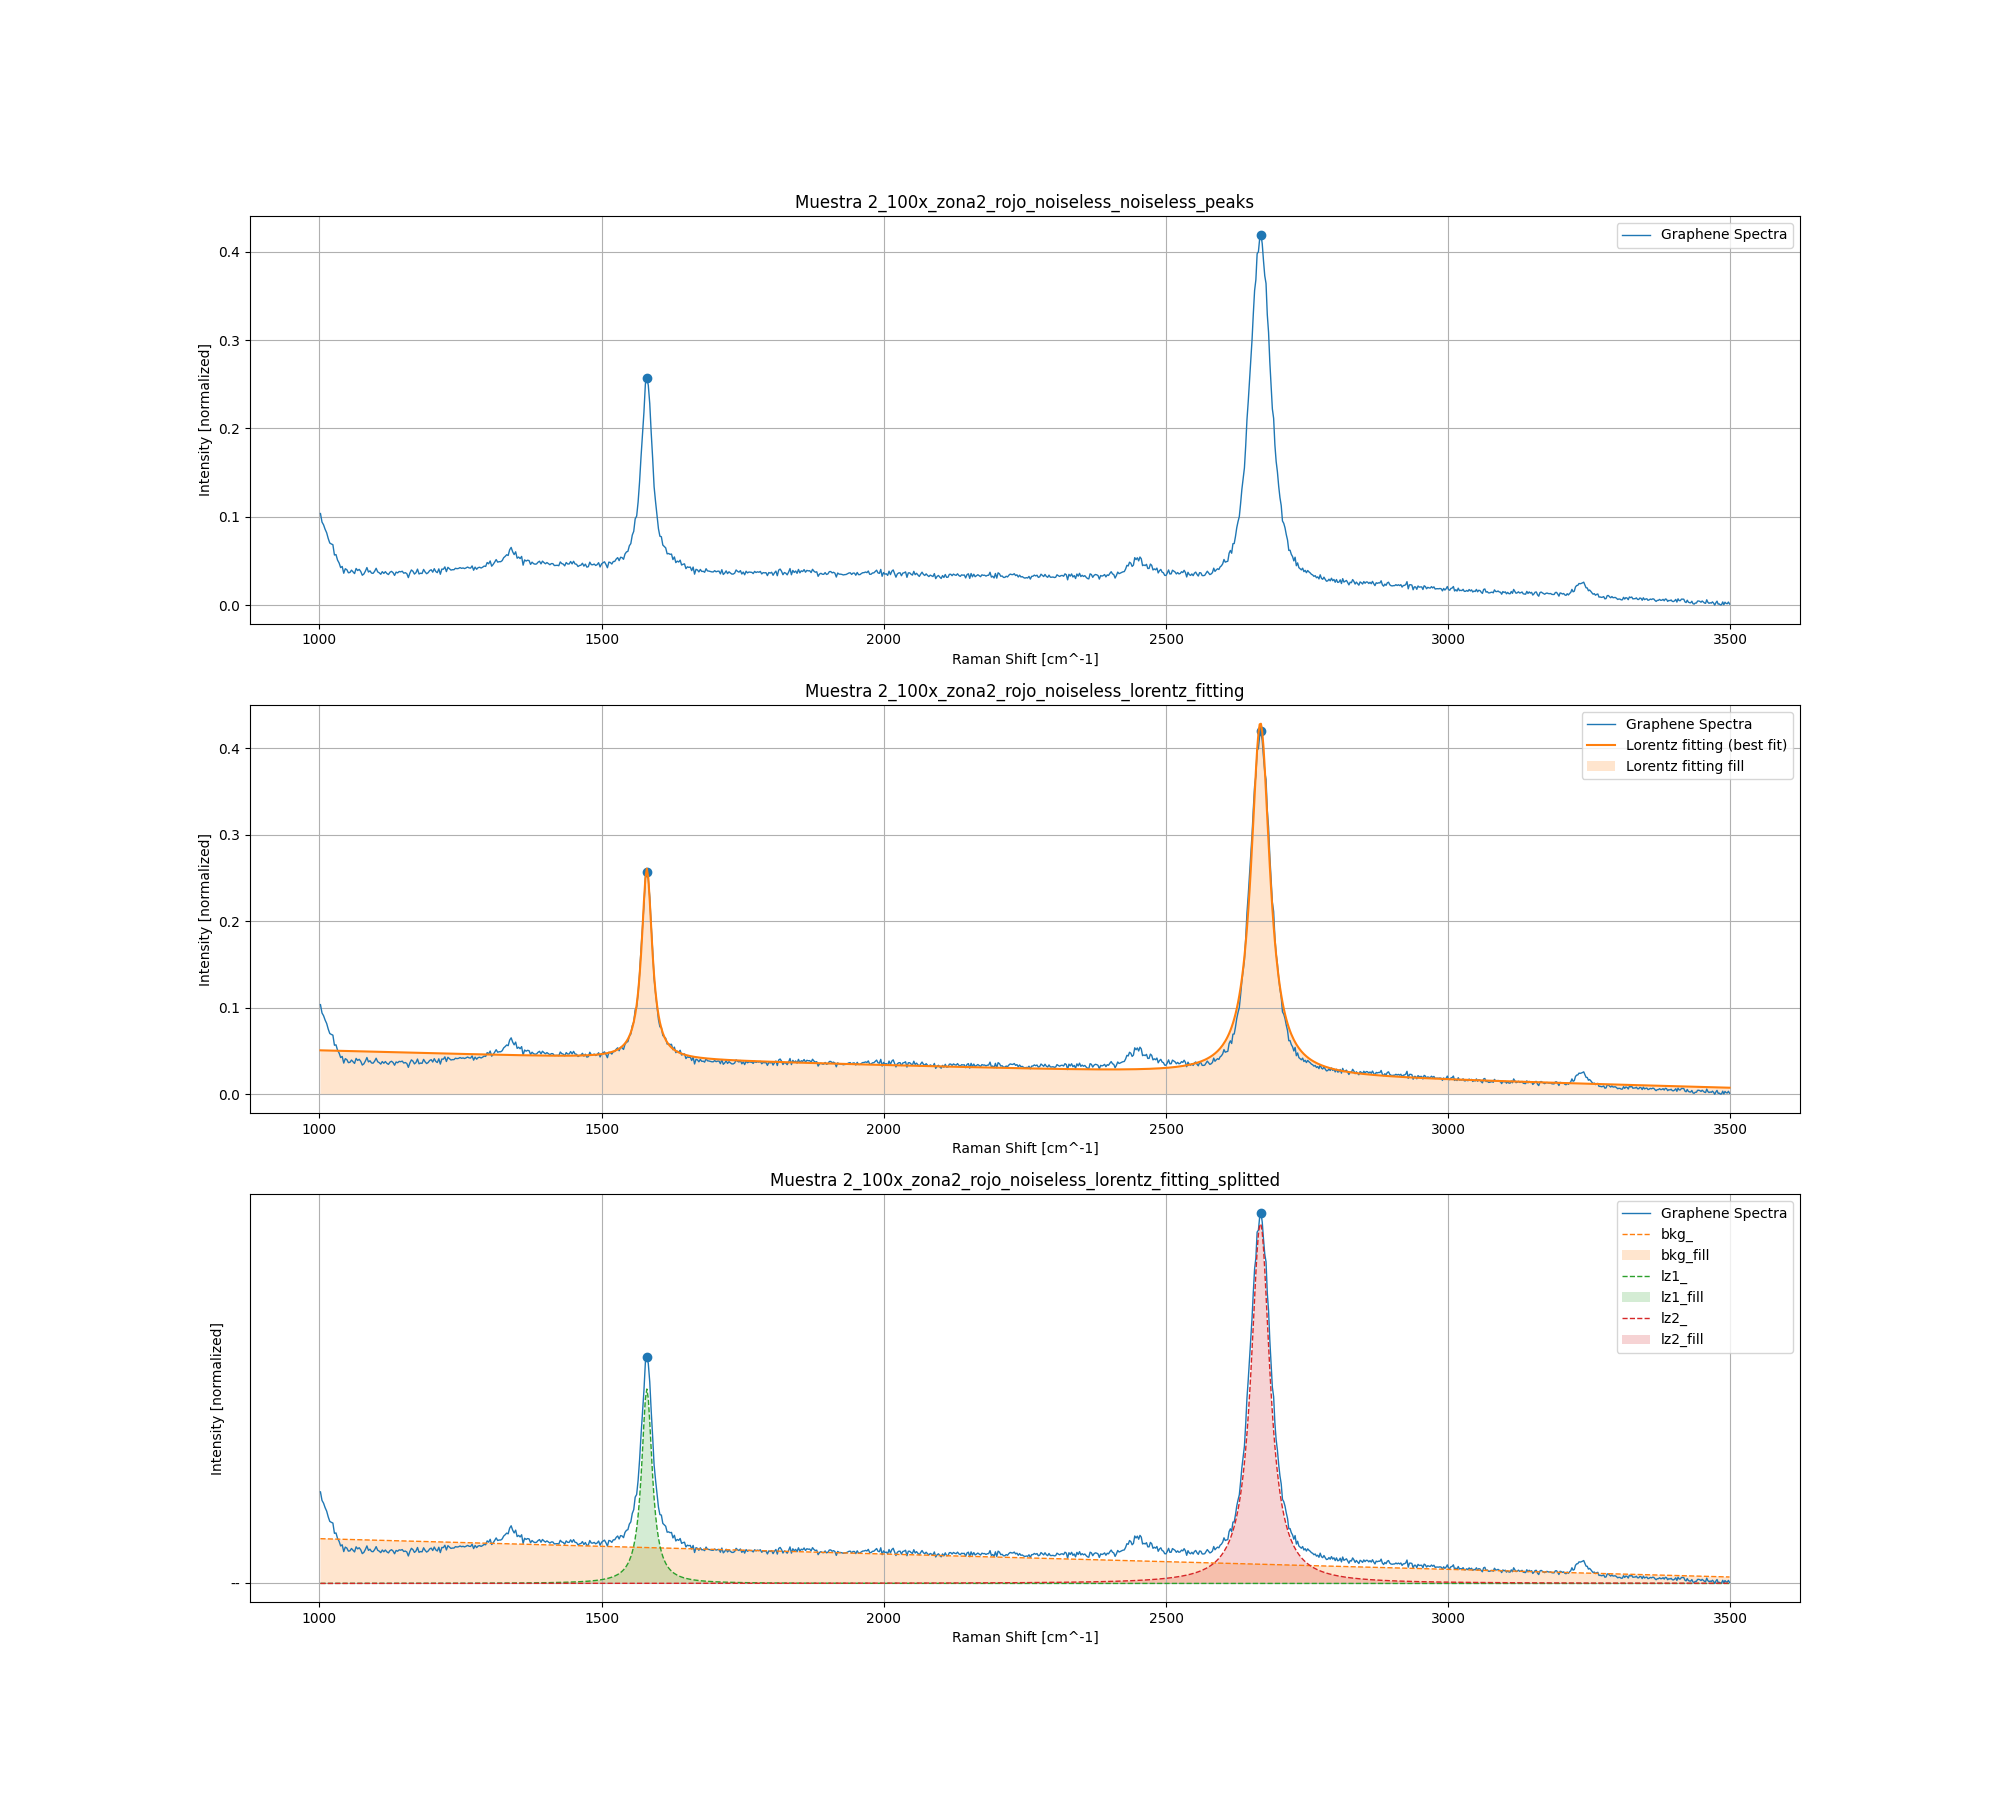 Muestra 2_100x_zona2_rojo_noiseless_noiseless_peaks
Graphene Spectra
0.4
0.3
0.2
0.1
0.0
Intensity [normalized]
1000 1500 2000 2500 3000 3500
Raman Shift [cm^-1]
Muestra 2_100x_zona2_rojo_noiseless_lorentz_fitting
Graphene Spectra
Lorentz fitting (best fit)
Lorentz fitting fill
0.4
0.3
0.2
0.1
0.0
Intensity [normalized]
1000 1500 2000 2500 3000 3500
Raman Shift [cm^-1]
Muestra 2_100x_zona2_rojo_noiseless_lorentz_fitting_splitted
Graphene Spectra
bkg_
bkg_fill
lz1_
lz1_fill
lz2_
lz2_fill
Intensity [normalized]
--
1000 1500 2000 2500 3000 3500
Raman Shift [cm^-1]